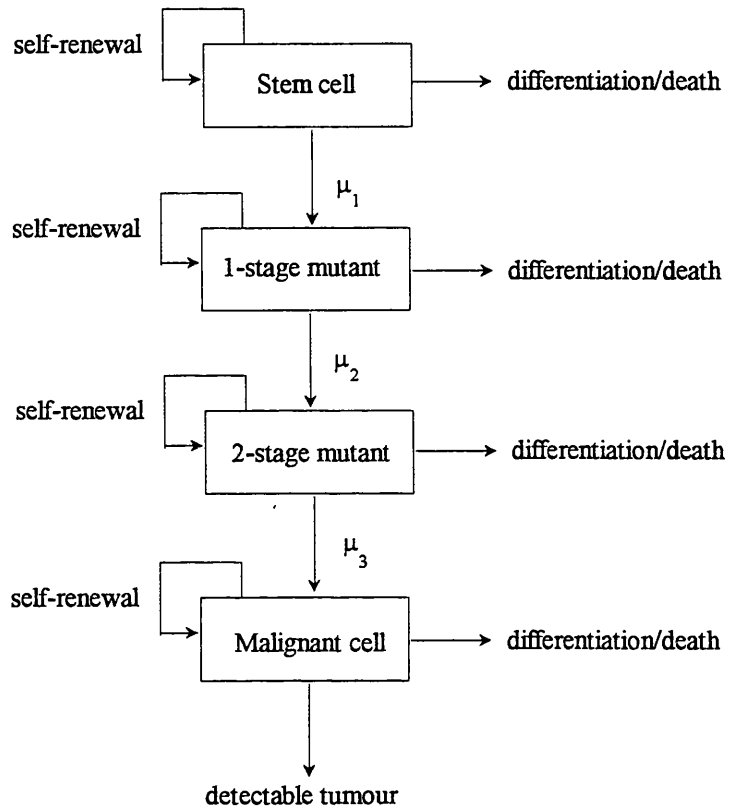 self-renewal
Stem cell
differentiation/death
μ1
self-renewal
1-stage mutant
differentiation/death
μ2
self-renewal
2-stage mutant
differentiation/death
μ3
self-renewal
Malignant cell
differentiation/death
detectable tumour